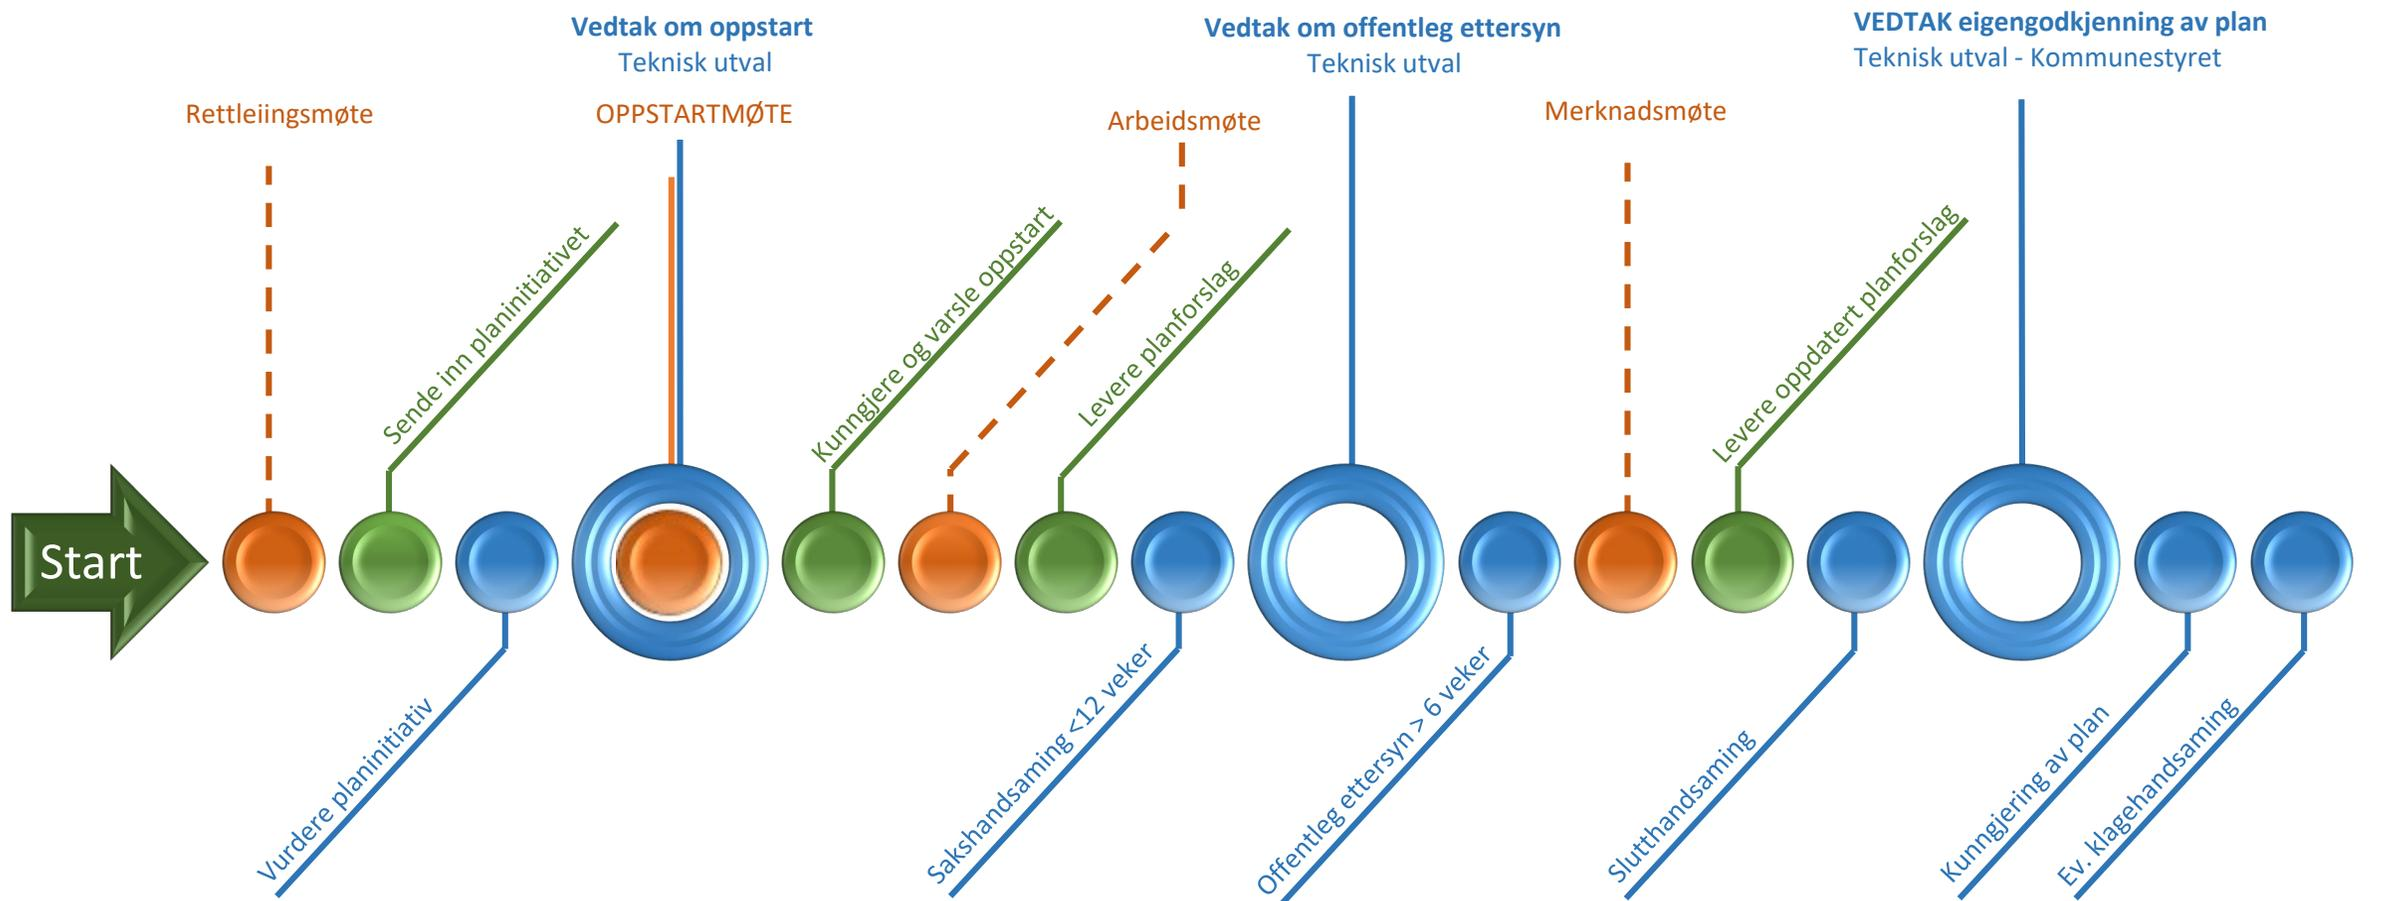 Vedtak om oppstart
Teknisk utval
Vedtak om offentleg ettersyn
Teknisk utval
VEDTAK eigengodkjenning av plan
Teknisk utval - Kommunestyret
Rettleiingsmøte
OPPSTARTMØTE
Arbeidsmøte
Merknadsmøte
Sende inn planinitiativet
Kunngjere og varsle oppstart
Levere planforslag
Levere oppdatert planforslag
Start
Vurdere planinitiativ
Sakshandsaming <12 veker
Offentleg ettersyn > 6 veker
Slutthandsaming
Kunngjering av plan
Ev. klagehandsaming